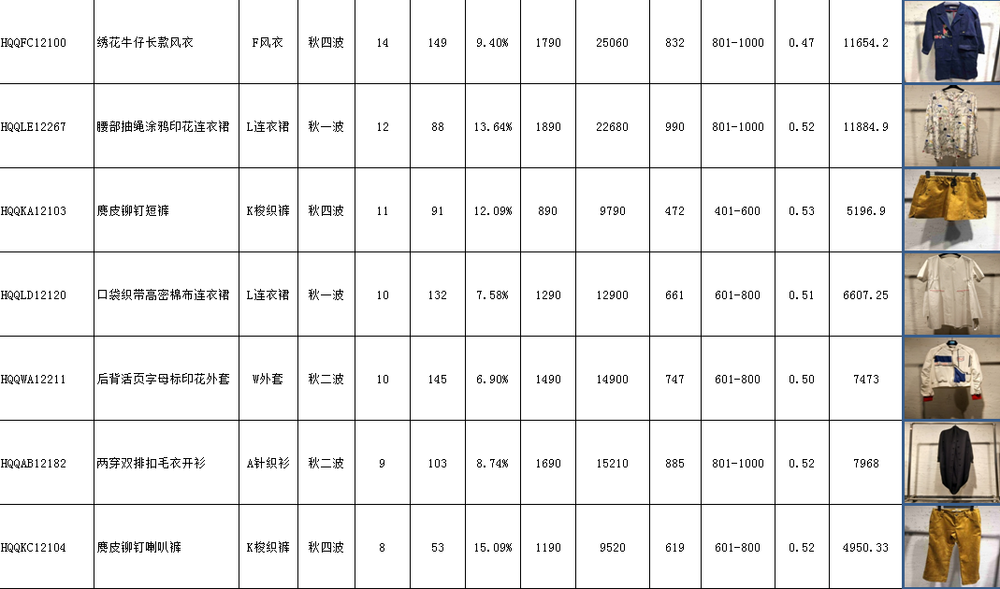 HQQFC12100 绣花牛仔长款风衣 F风衣 秋四波 14 149 9.40% 1790 25060 832 801-1000 0.47 11654.2
HQQLE12267 腰部抽绳涂鸦印花连衣裙 L连衣裙 秋一波 12 88 13.64% 1890 22680 990 801-1000 0.52 11884.9
HQQKA12103 麂皮铆钉短裤 K梭织裤 秋四波 11 91 12.09% 890 9790 472 401-600 0.53 5196.9
HQQLD12120 口袋织带高密棉布连衣裙 L连衣裙 秋一波 10 132 7.58% 1290 12900 661 601-800 0.51 6607.25
HQQWA12211 后背活页字母标印花外套 W外套 秋二波 10 145 6.90% 1490 14900 747 601-800 0.50 7473
HQQAB12182 两穿双排扣毛衣开衫 A针织衫 秋二波 9 103 8.74% 1690 15210 885 801-1000 0.52 7968
HQQKC12104 麂皮铆钉喇叭裤 K梭织裤 秋四波 8 53 15.09% 1190 9520 619 601-800 0.52 4950.33